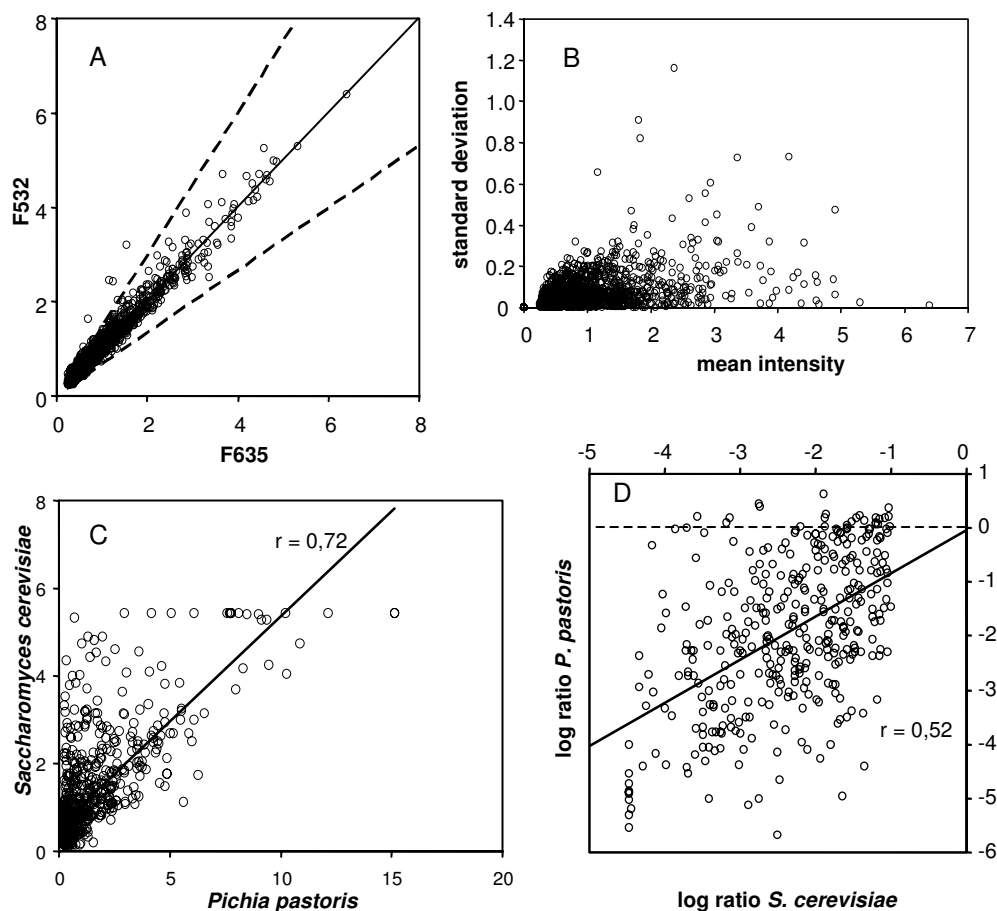 A
8
6
4
2
0
F532
0 2 4 6 8
F635
B
1.4
1.2
1.0
0.8
0.6
0.4
0.2
0
standard deviation
0 1 2 3 4 5 6 7
mean intensity
C
r = 0,72
8
6
4
2
0
Saccharomyces cerevisiae
0 5 10 15 20
Pichia pastoris
-5 -4 -3 -2 -1 0
D
1
0
-1
-2
-3
-4
-5
-6
log ratio P. pastoris
r = 0,52
log ratio S. cerevisiae